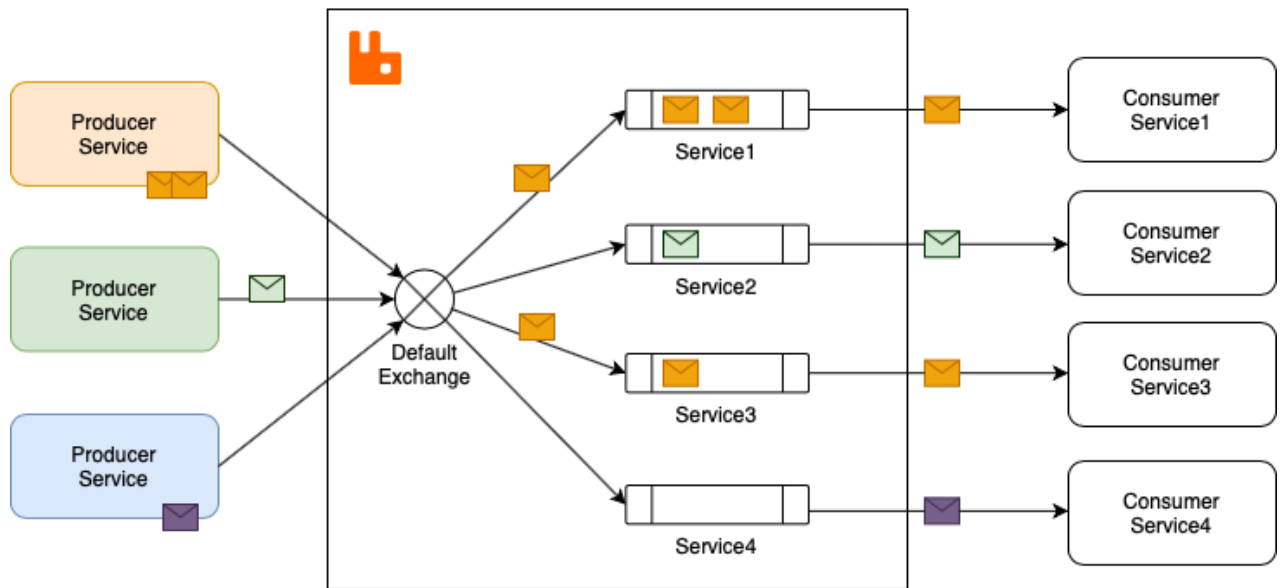 Producer
Service
Producer
Service
Producer
Service
Default
Exchange
Service1
Service2
Service3
Service4
Consumer
Service1
Consumer
Service2
Consumer
Service3
Consumer
Service4